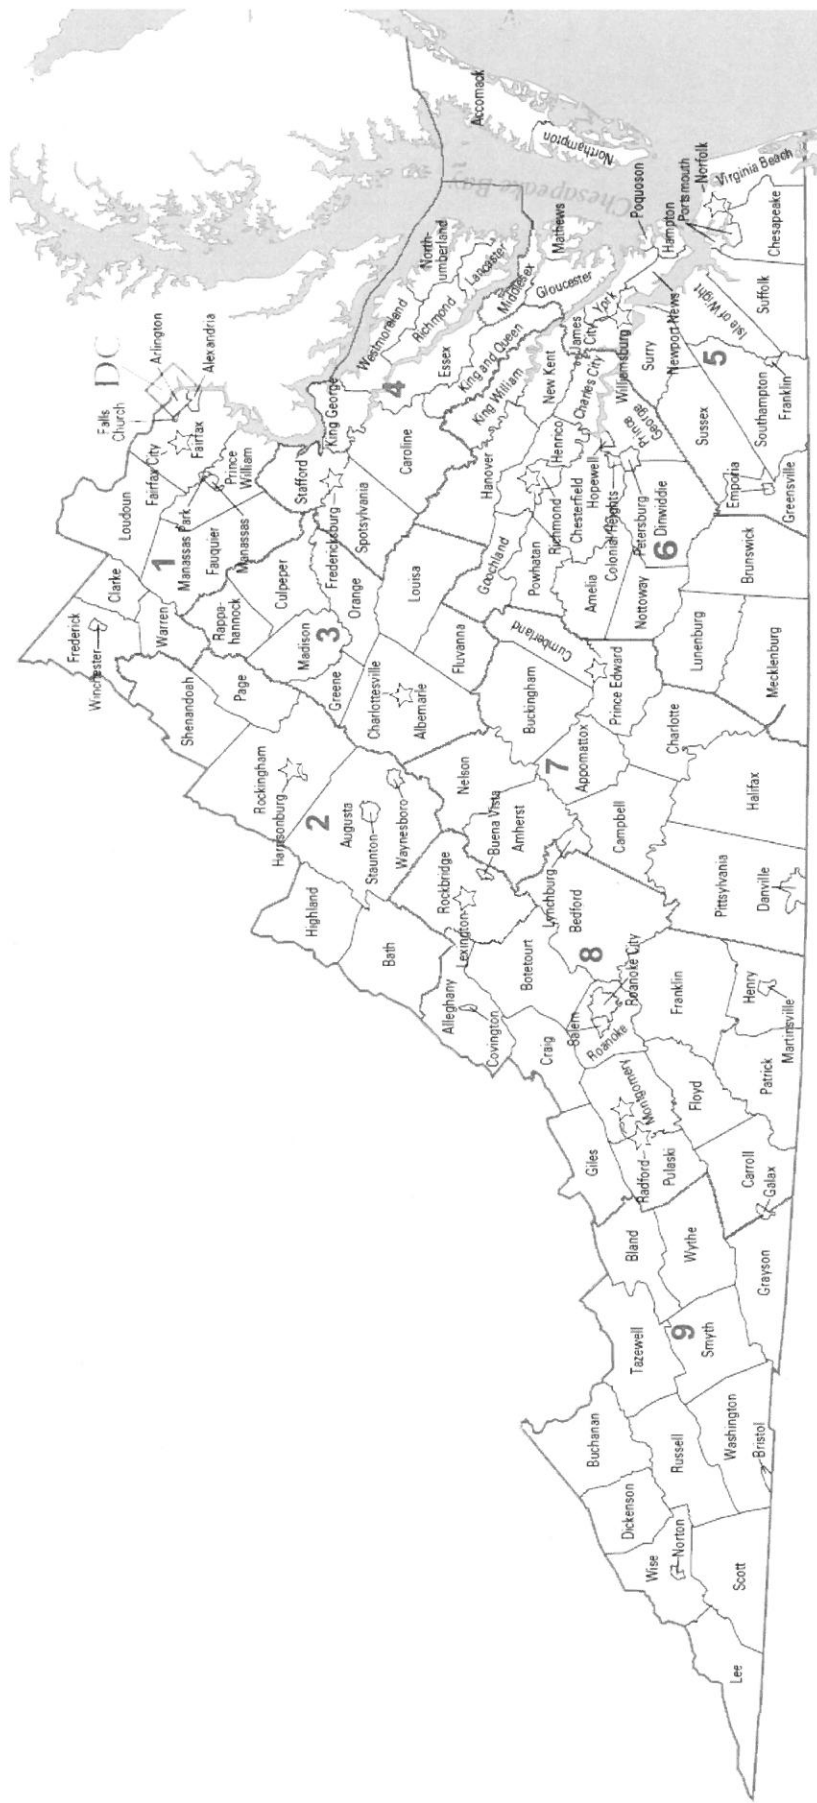 DC
Arlington
Falls
Church
Alexandria
Fairfax City
Fairfax
Loudoun
Clarke
Frederick
Winchester
Warren
1
Manassas Park
Fauquier
Manassas
Prince
William
Stafford
Rappa-
hannock
Culpeper
Shenandoah
Page
Madison
3
Fredericksburg
King George
Westmoreland
North-
umberland
Richmond
Lancaster
4
Essex
Middlesex
Mathews
Accomack
Northampton
Chesapeake Bay
Rockingham
Harrisonburg
2
Augusta
Staunton
Waynesboro
Greene
Orange
Spotsylvania
Caroline
King and Queen
Gloucester
King William
Charlottesville
Albemarle
Louisa
Hanover
New Kent
James
City
York
Poquoson
Hampton
Highland
Bath
Rockbridge
Lexington
Buena Vista
Nelson
Fluvanna
Goochland
Henrico
Charles City
Williamsburg
Newport News
Portsmouth
Norfolk
Virginia Beach
Alleghany
Covington
Botetourt
Amherst
Buckingham
Cumberland
Powhatan
Richmond
Chesterfield
Hopewell
Colonial Heights
Prince
George
Surry
Isle of Wight
Craig
Lynchburg
Bedford
8
7
Appomattox
Prince Edward
Amelia
Nottoway
Petersburg
6
Dinwiddie
Sussex
5
Southampton
Suffolk
Chesapeake
Giles
Montgomery
Salem
Roanoke
Roanoke City
Campbell
Charlotte
Lunenburg
Brunswick
Emporia
Greensville
Franklin
Radford
Pulaski
Floyd
Franklin
Pittsylvania
Halifax
Mecklenburg
Bland
Wythe
Carroll
Galax
Patrick
Henry
Martinsville
Danville
Buchanan
Tazewell
9
Smyth
Grayson
Dickenson
Russell
Washington
Bristol
Wise
Norton
Scott
Lee